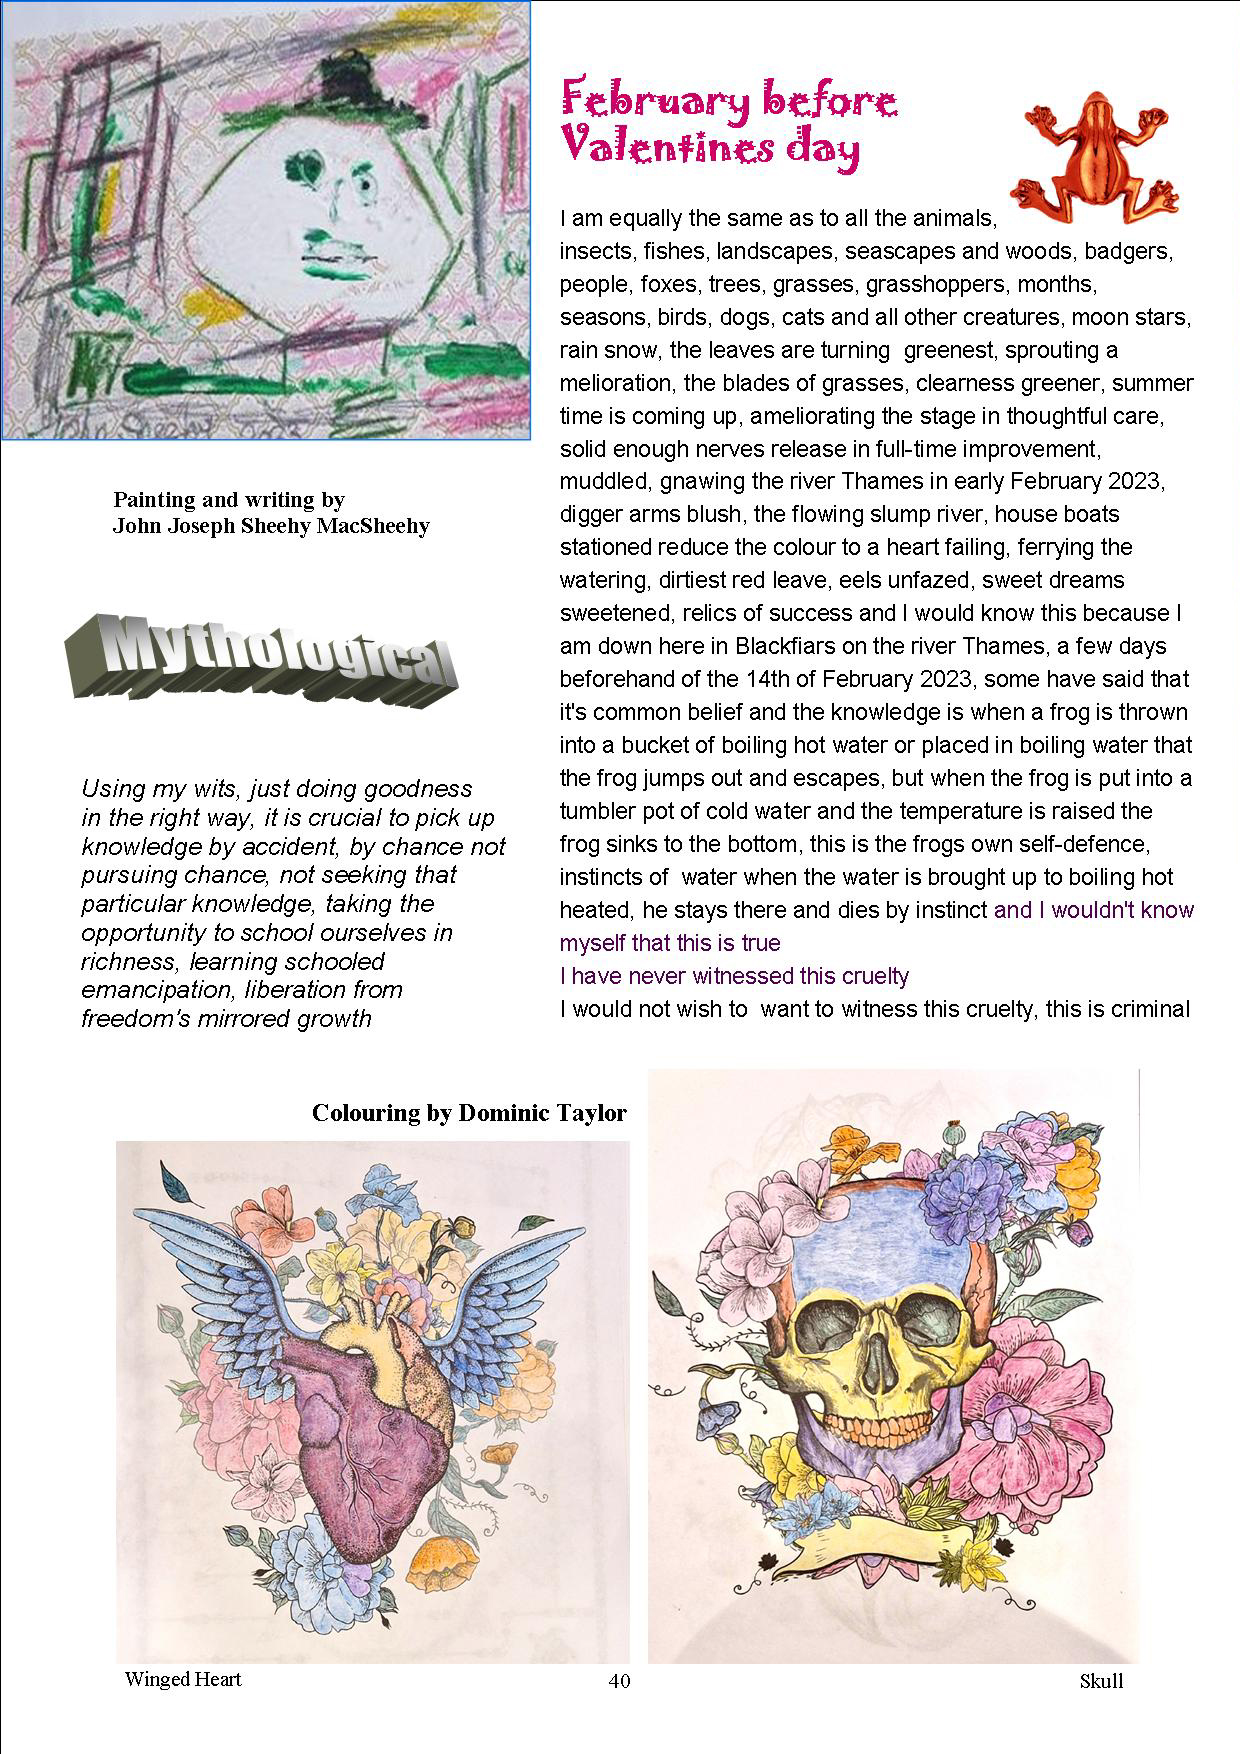 February before
Valentines day
I am equally the same as to all the animals,
insects, fishes, landscapes, seascapes and woods, badgers,
people, foxes, trees, grasses, grasshoppers, months,
seasons, birds, dogs, cats and all other creatures, moon stars,
rain snow, the leaves are turning  greenest, sprouting a
melioration, the blades of grasses, clearness greener, summer
time is coming up, ameliorating the stage in thoughtful care,
solid enough nerves release in full-time improvement,
muddled, gnawing the river Thames in early February 2023,
digger arms blush, the flowing slump river, house boats
stationed reduce the colour to a heart failing, ferrying the
watering, dirtiest red leave, eels unfazed, sweet dreams
sweetened, relics of success and I would know this because I
am down here in Blackfiars on the river Thames, a few days
beforehand of the 14th of February 2023, some have said that
it's common belief and the knowledge is when a frog is thrown
into a bucket of boiling hot water or placed in boiling water that
the frog jumps out and escapes, but when the frog is put into a
tumbler pot of cold water and the temperature is raised the
frog sinks to the bottom, this is the frogs own self-defence,
instincts of  water when the water is brought up to boiling hot
heated, he stays there and dies by instinct and I wouldn't know
myself that this is true
I have never witnessed this cruelty
I would not wish to  want to witness this cruelty, this is criminal
John Sheehy
Painting and writing by
John Joseph Sheehy MacSheehy
Mythological
Using my wits, just doing goodness
in the right way, it is crucial to pick up
knowledge by accident, by chance not
pursuing chance, not seeking that
particular knowledge, taking the
opportunity to school ourselves in
richness, learning schooled
emancipation, liberation from
freedom's mirrored growth
Colouring by Dominic Taylor
Winged Heart
40
Skull